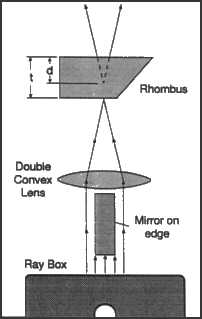 t
d
Rhombus
Double
Convex
Lens
Mirror on
edge
Ray Box